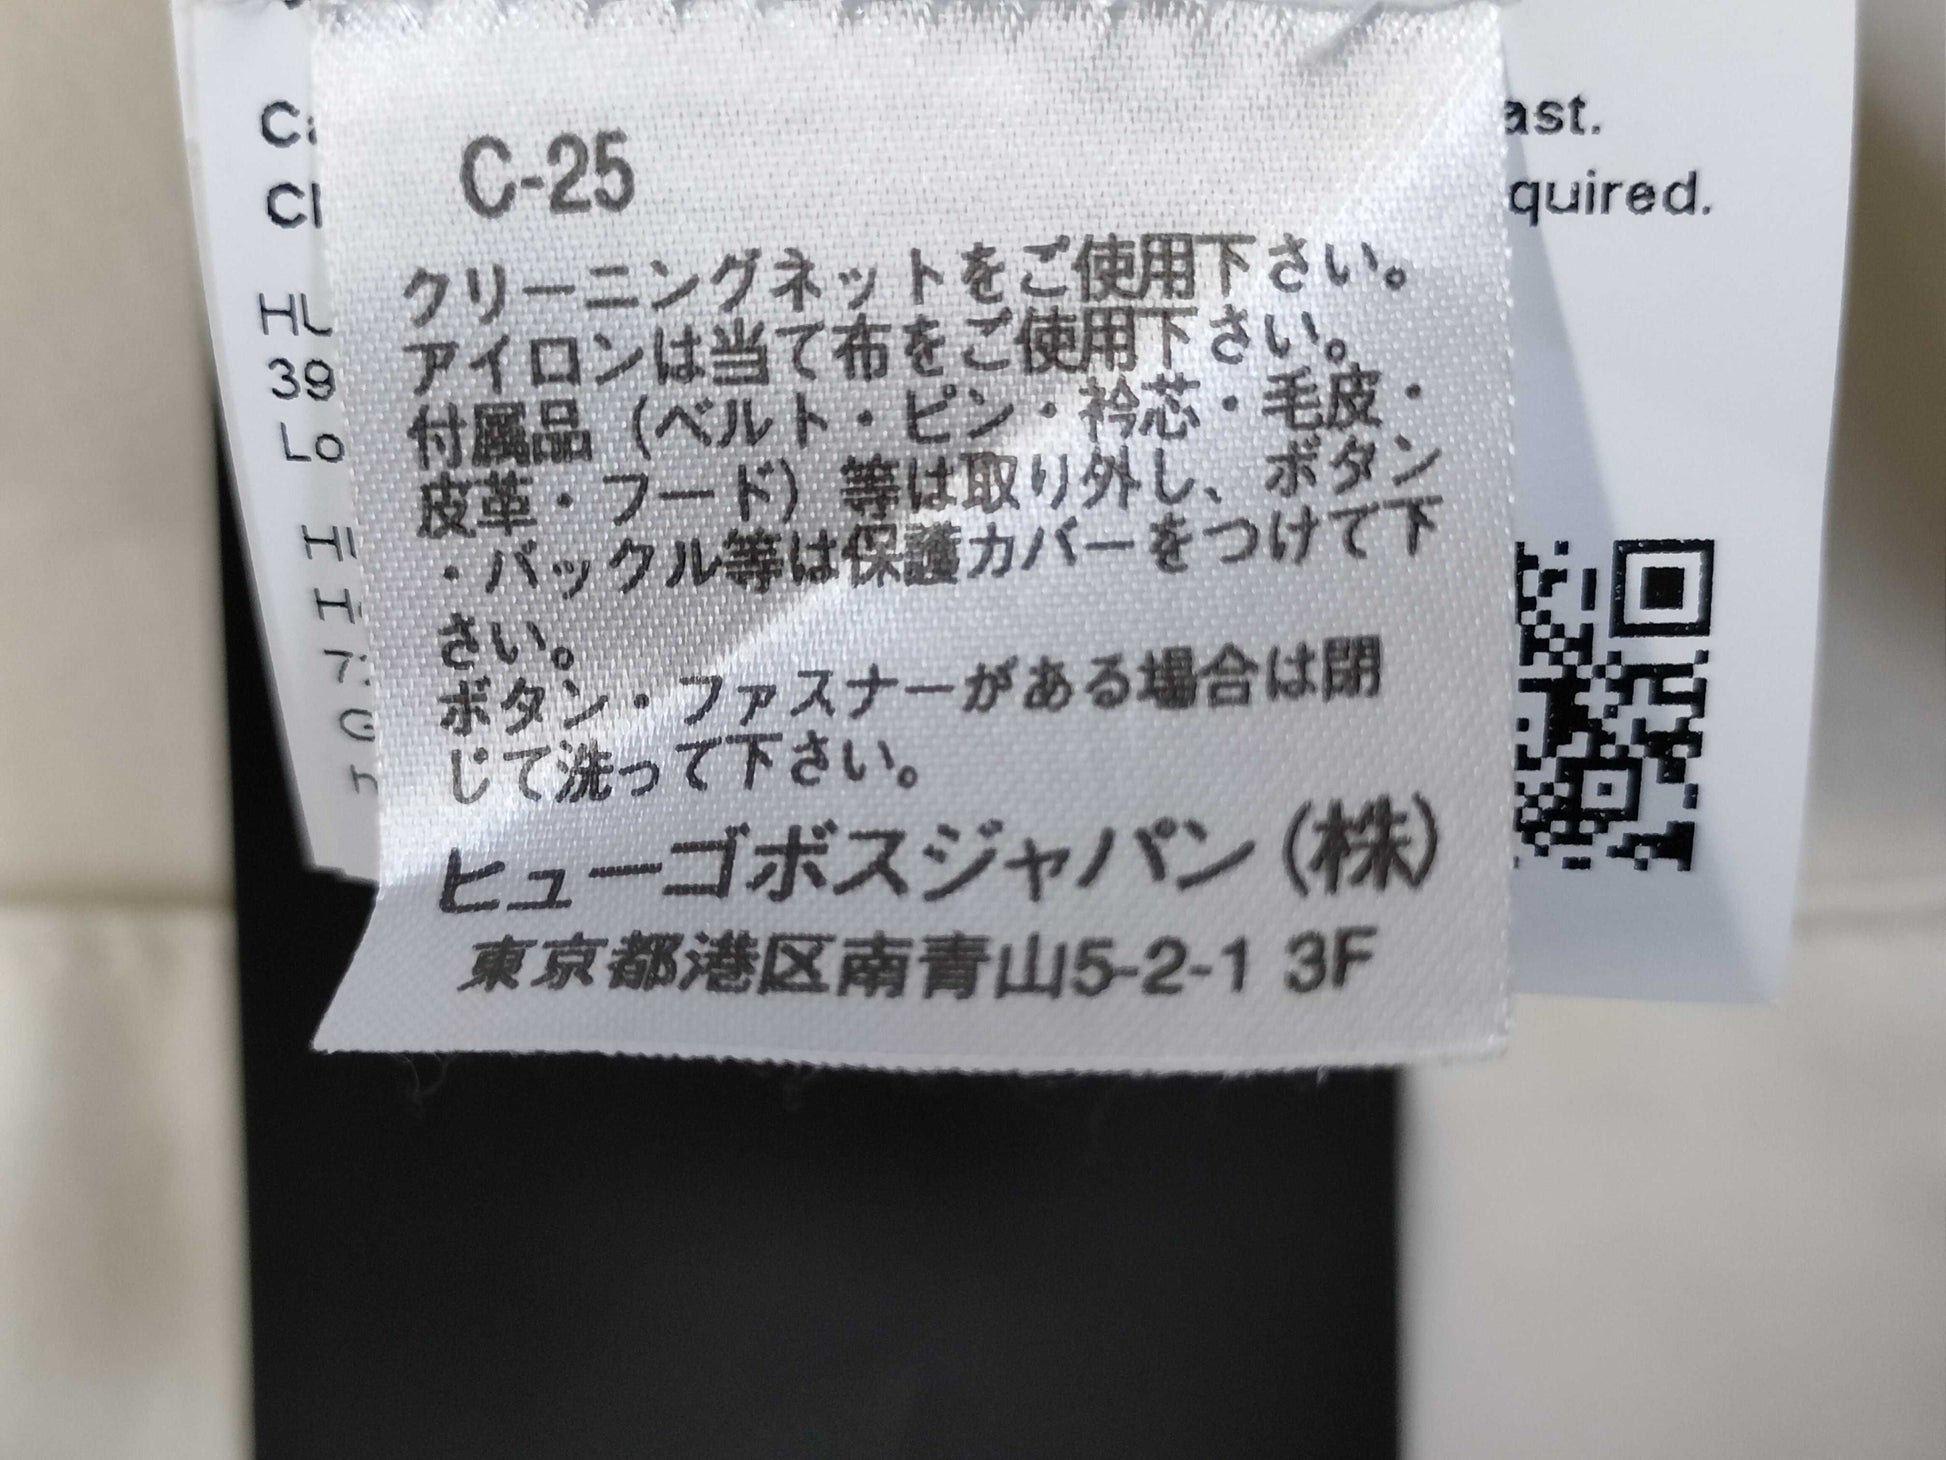 C-25
クリーニングネットをご使用下さい。
アイロンは当て布をご使用下さい。
付属品（ベルト・ピン・衿芯・毛皮・
皮革・フード）等は取り外し、ボタン
・バックル等は保護カバーをつけて下
さい。
ボタン・ファスナーがある場合は閉
じて洗って下さい。
ヒューゴボスジャパン（株）
東京都港区南青山5-2-1 3F
39